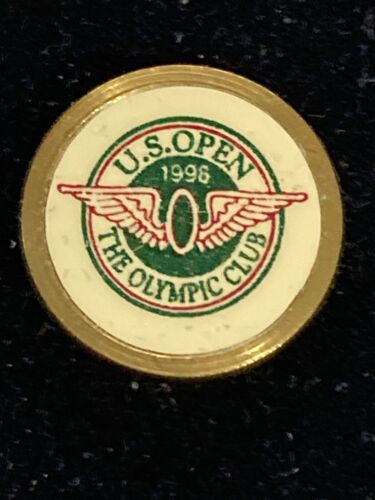 U.S. OPEN
1998
THE OLYMPIC CLUB